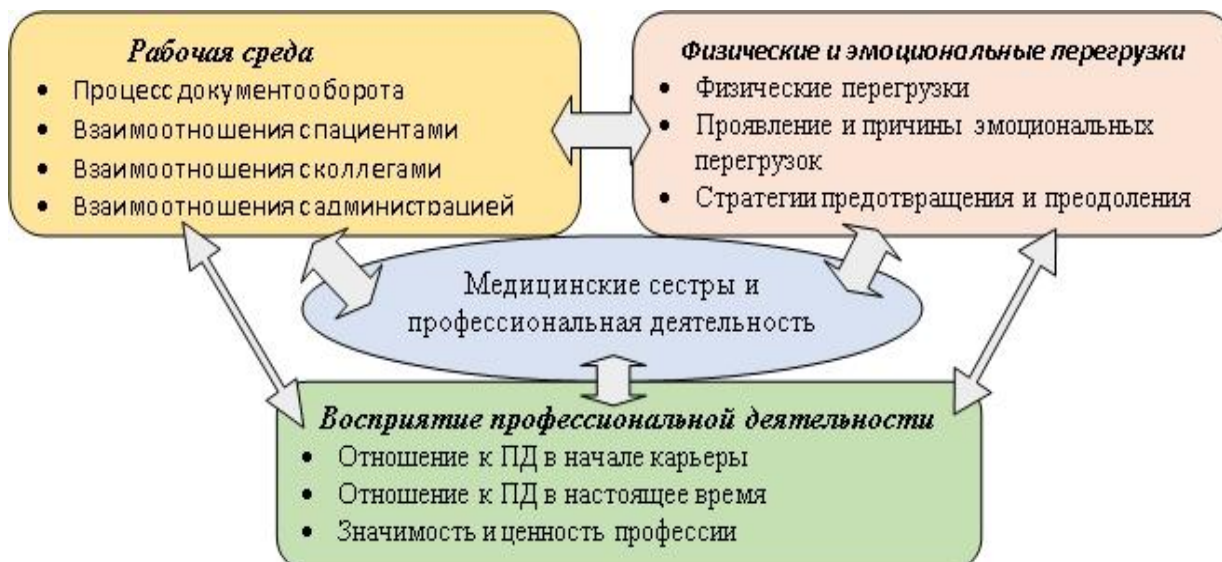 Рабочая среда
• Процесс документооборота
• Взаимоотношения с пациентами
• Взаимоотношения с коллегами
• Взаимоотношения с администрацией
Физические и эмоциональные перегрузки
• Физические перегрузки
• Проявление и причины эмоциональных
перегрузок
• Стратегии предотвращения и преодоления
Медицинские сестры и
профессиональная деятельность
Восприятие профессиональной деятельности
• Отношение к ПД в начале карьеры
• Отношение к ПД в настоящее время
• Значимость и ценность профессии